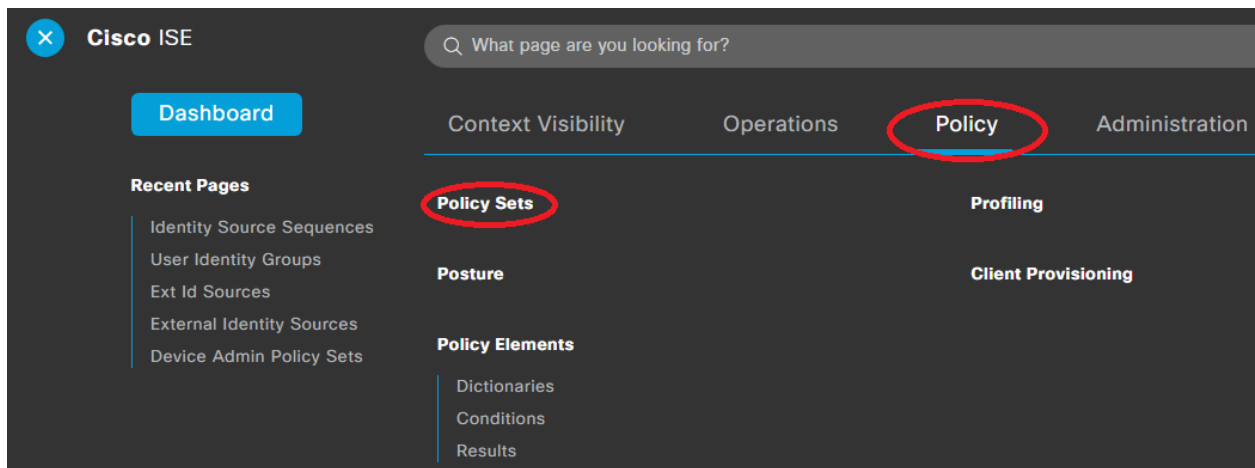 Cisco ISE
What page are you looking for?
Dashboard
Context Visibility
Operations
Policy
Administration
Recent Pages
Identity Source Sequences
User Identity Groups
Ext Id Sources
External Identity Sources
Device Admin Policy Sets
Policy Sets
Profiling
Posture
Client Provisioning
Policy Elements
Dictionaries
Conditions
Results